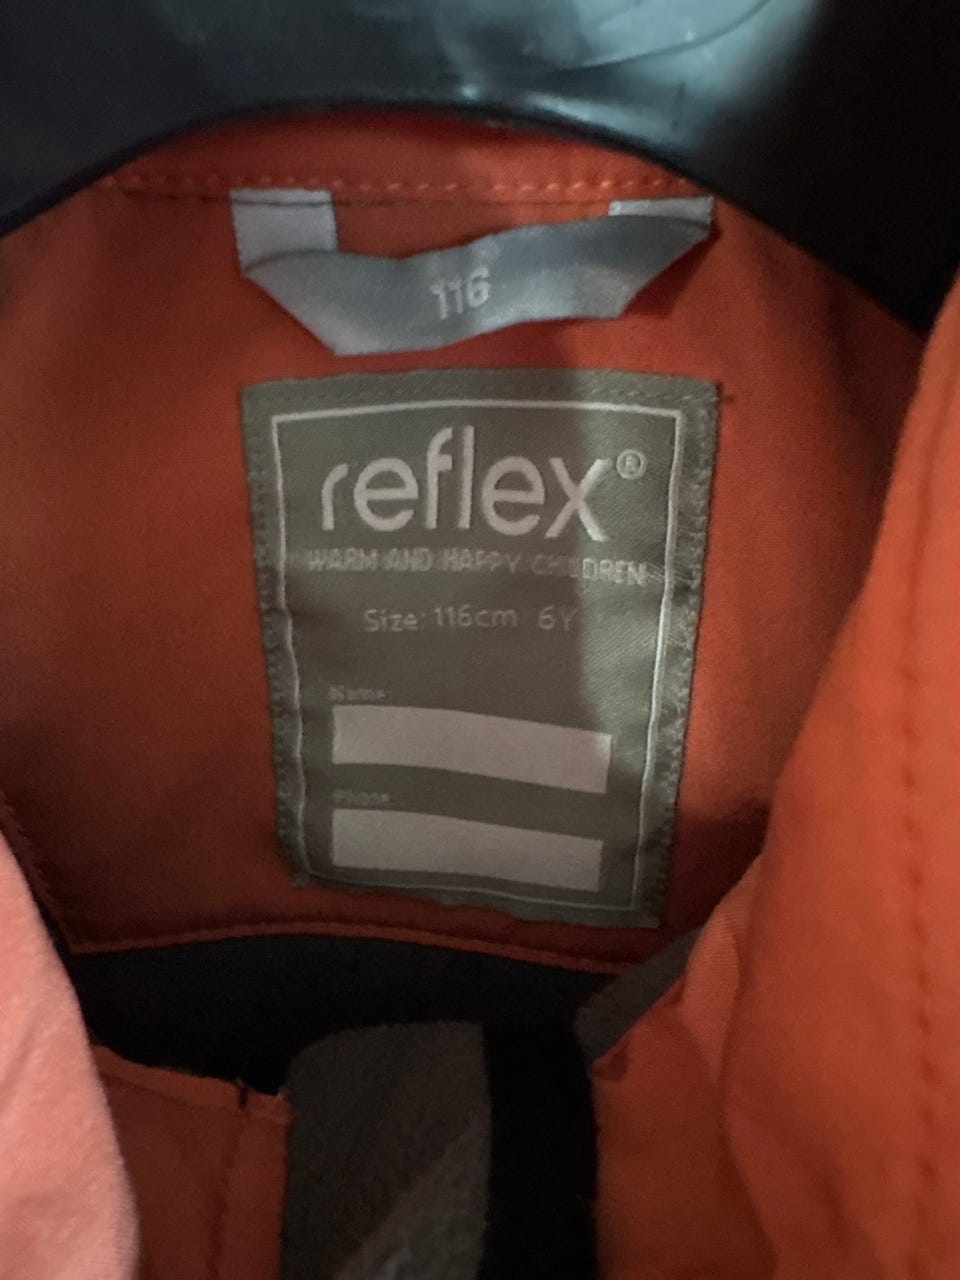 116
reflex®
WARM AND HAPPY CHILDREN
Size: 116cm 6Y
Name:
Phone: